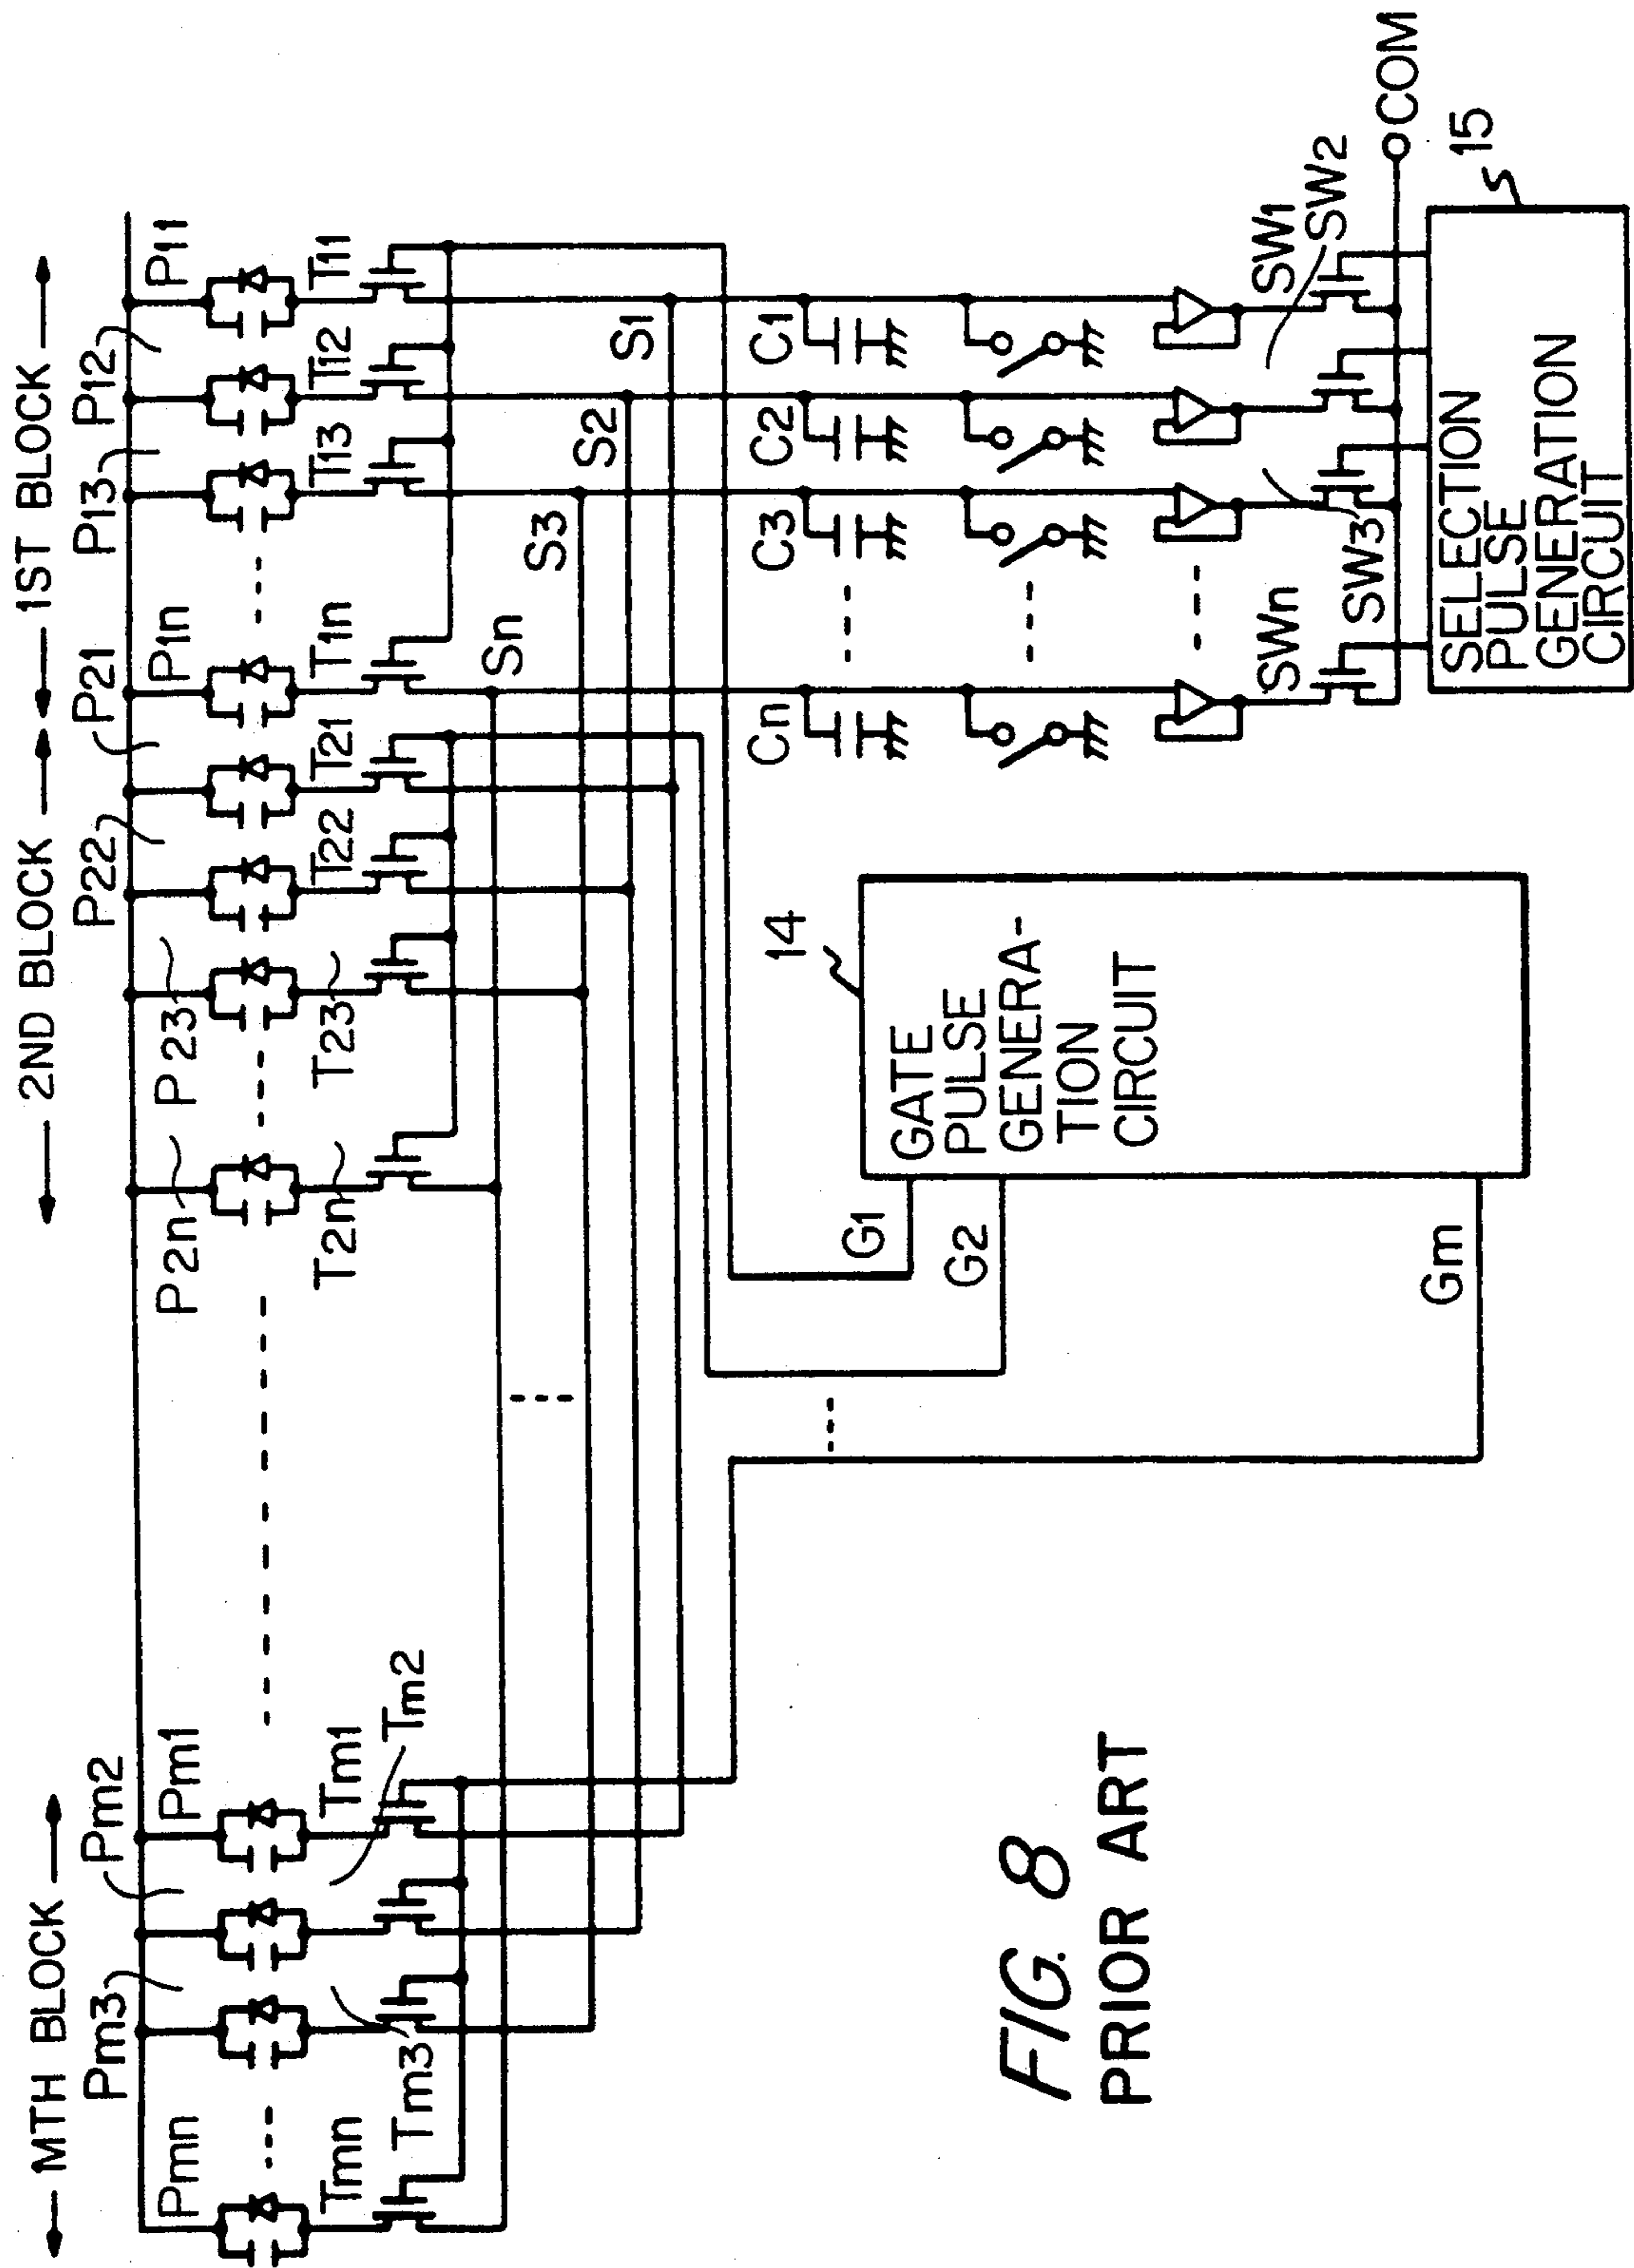 MTH BLOCK
2ND BLOCK
1ST BLOCK
Pmn
Pm3
Pm2
Pm1
P2n
P23
P22
P21
P1n
P13
P12
P11
Tmn
Tm3
Tm1
Tm2
T2n
T23
T22
T21
T1n
T13
T12
T11
Sn
S3
S2
S1
Cn
C3
C2
C1
14
GATE
PULSE
GENERA-
TION
CIRCUIT
G1
G2
Gm
SWn
SW3
SW1
SW2
COM
15
SELECTION
PULSE
GENERATION
CIRCUIT
FIG. 8
PRIOR ART